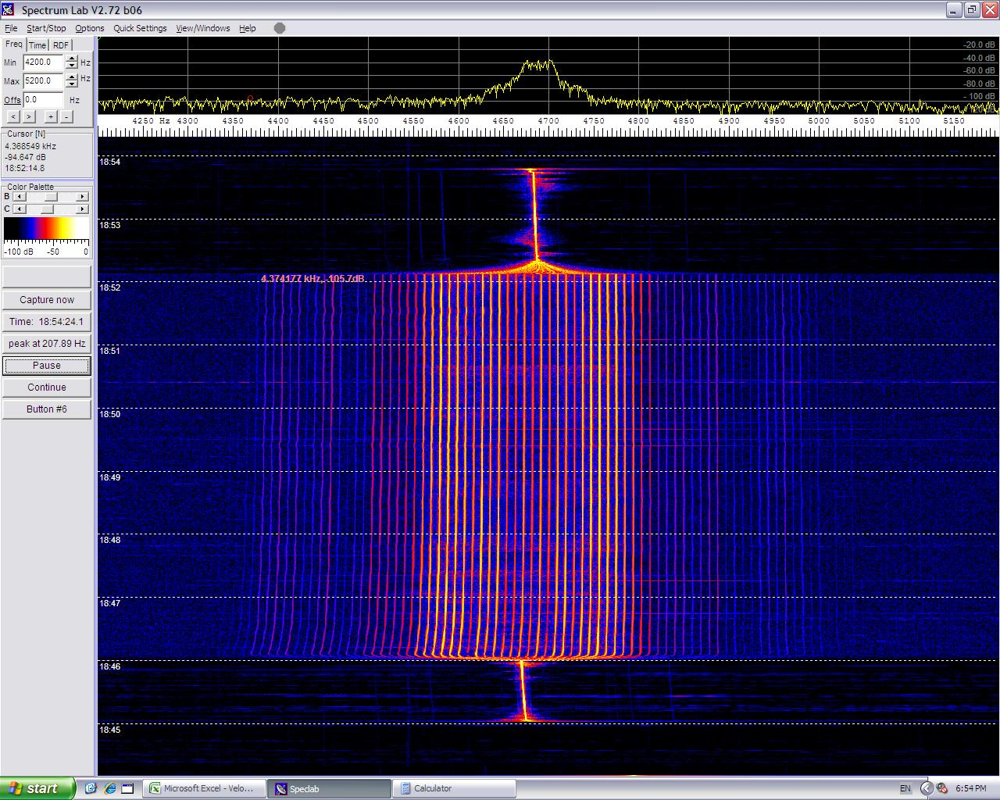 Spectrum Lab V2.72 b06
File Start/Stop Options Quick Settings View/Windows Help
Freq Time RDF
Min 4200.0 Hz
Max 5200.0 Hz
Offs 0.0 Hz
< > + -
Cursor [N]
4.368549 kHz
-94.647 dB
18:52:14.8
Color Palette
B
C
-100 dB -50 0
Capture now
Time: 18:54:24.1
peak at 207.89 Hz
Pause
Continue
Button #6
-20.0 dB
-40.0 dB
-60.0 dB
-80.0 dB
-100 dB
4250 Hz 4300 4350 4400 4450 4500 4550 4600 4650 4700 4750 4800 4850 4900 4950 5000 5050 5100 5150
18:54
18:53
4.374177 kHz,-105.7dB
18:52
18:51
18:50
18:49
18:48
18:47
18:46
18:45
start Microsoft Excel - Velo... Speclab Calculator EN 6:54 PM